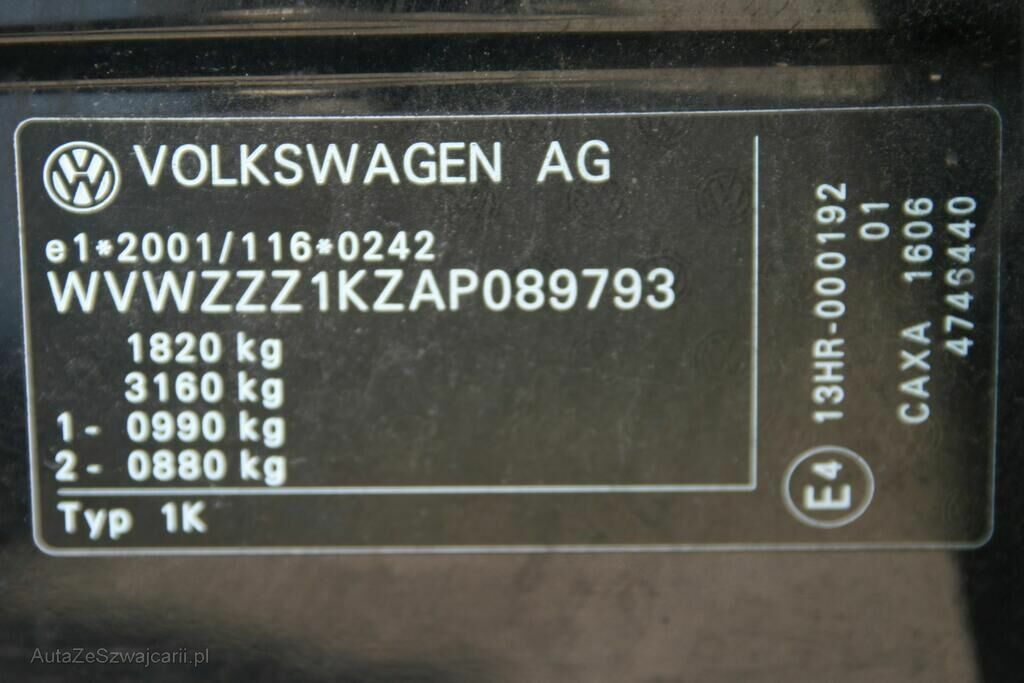 VOLKSWAGEN AG
e1*2001/116*0242
WVWZZZ1KZAP089793
1820 kg
3160 kg
1- 0990 kg
2- 0880 kg
Typ 1K
E4 13HR-000192
01
CAXA 1606
4746440
AutaZeSzwajcarii.pl